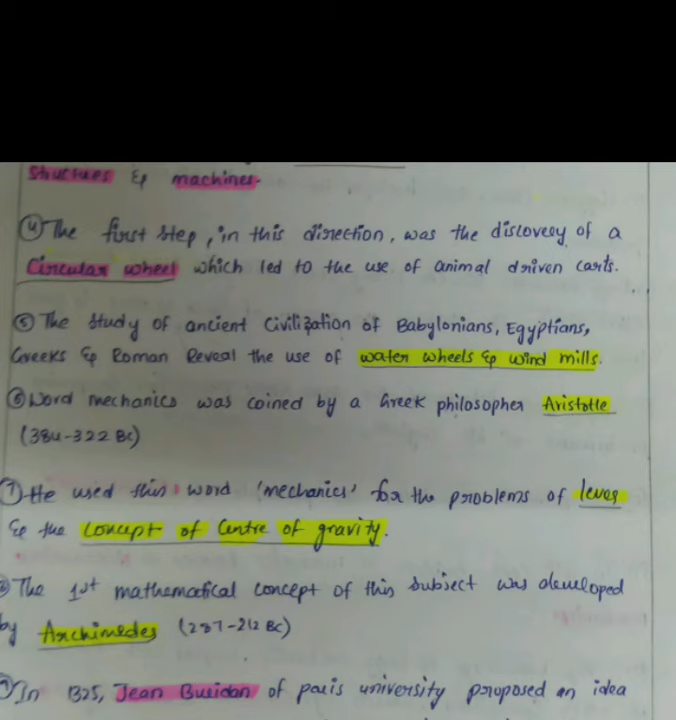 Structures & machines.
④ The first step, in this direction, was the discovery of a
Circular wheel which led to the use of animal driven carts.
⑤ The study of ancient Civilization of Babylonians, Egyptians,
Greeks & Roman Reveal the use of water wheels & wind mills.
⑥ Word mechanics was coined by a Greek philosopher Aristotle
(384-322 BC)
⑦ He used this word 'mechanics' for the problems of lever
& the concept of Centre of gravity.
⑧ The 1st mathematical concept of this subject was developed
by Archimedes (287-212 BC)
⑨ In 1325, Jean Buridan of paris university proposed an idea